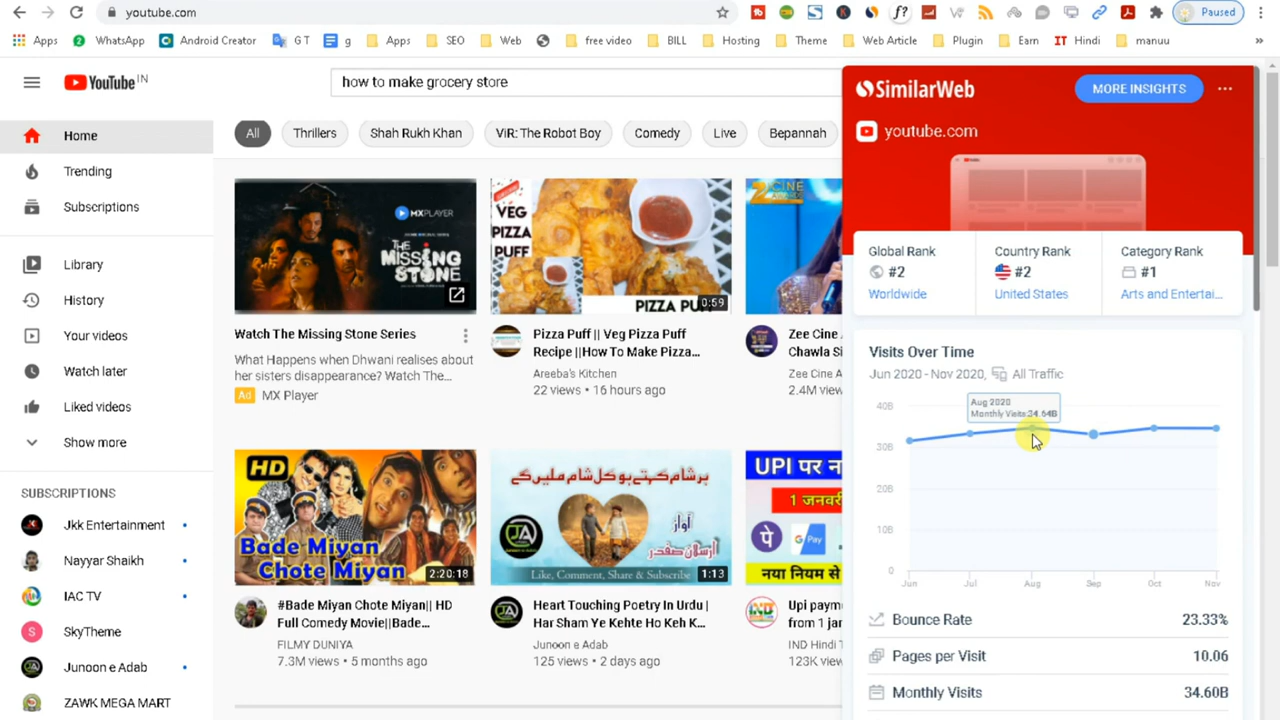 youtube.com
Paused
Apps
WhatsApp
Android Creator
G T
g
Apps
SEO
Web
free video
BILL
Hosting
Theme
Web Article
Plugin
Earn
IT Hindi
manuu
»
YouTube IN
how to make grocery store
Home
Trending
Subscriptions
Library
History
Your videos
Watch later
Liked videos
Show more
SUBSCRIPTIONS
Jkk Entertainment
Nayyar Shaikh
IAC TV
SkyTheme
Junoon e Adab
ZAWK MEGA MART
All
Thrillers
Shah Rukh Khan
ViR: The Robot Boy
Comedy
Live
Bepannah
MXPLAYER
THE
MISSING
STONE
Watch The Missing Stone Series
What Happens when Dhwani realises about
her sisters disappearance? Watch The...
Ad MX Player
VEG
PIZZA
PUFF
PIZZA PU
0:59
Pizza Puff || Veg Pizza Puff
Recipe ||How To Make Pizza...
Areeba's Kitchen
22 views • 16 hours ago
ZEE
CINE
Zee Cine A
Chawla Si
Zee Cine A
2.4M view
HD
Bade Miyan
Chote Miyan
2:20:18
#Bade Miyan Chote Miyan|| HD
Full Comedy Movie||Bade...
FILMY DUNIYA
7.3M views • 5 months ago
ہر شام کہتے ہو کل شام ملیں گے
آواز
ارسلان صفدر
JA
Like, Comment, Share & Subscribe
1:13
Heart Touching Poetry In Urdu |
Har Sham Ye Kehte Ho Keh K...
Junoon e Adab
125 views • 2 days ago
UPI पर न
1 जनवरी
G Pay
नया नियम से
Upi paym
from 1 jan
IND Hindi T
123K view
SimilarWeb
MORE INSIGHTS
youtube.com
Global Rank
#2
Worldwide
Country Rank
#2
United States
Category Rank
#1
Arts and Entertai...
Visits Over Time
Jun 2020 - Nov 2020, All Traffic
Aug 2020
Monthly Visits:34.64B
40B
30B
20B
10B
0
Jun
Jul
Aug
Sep
Oct
Nov
Bounce Rate 23.33%
Pages per Visit 10.06
Monthly Visits 34.60B